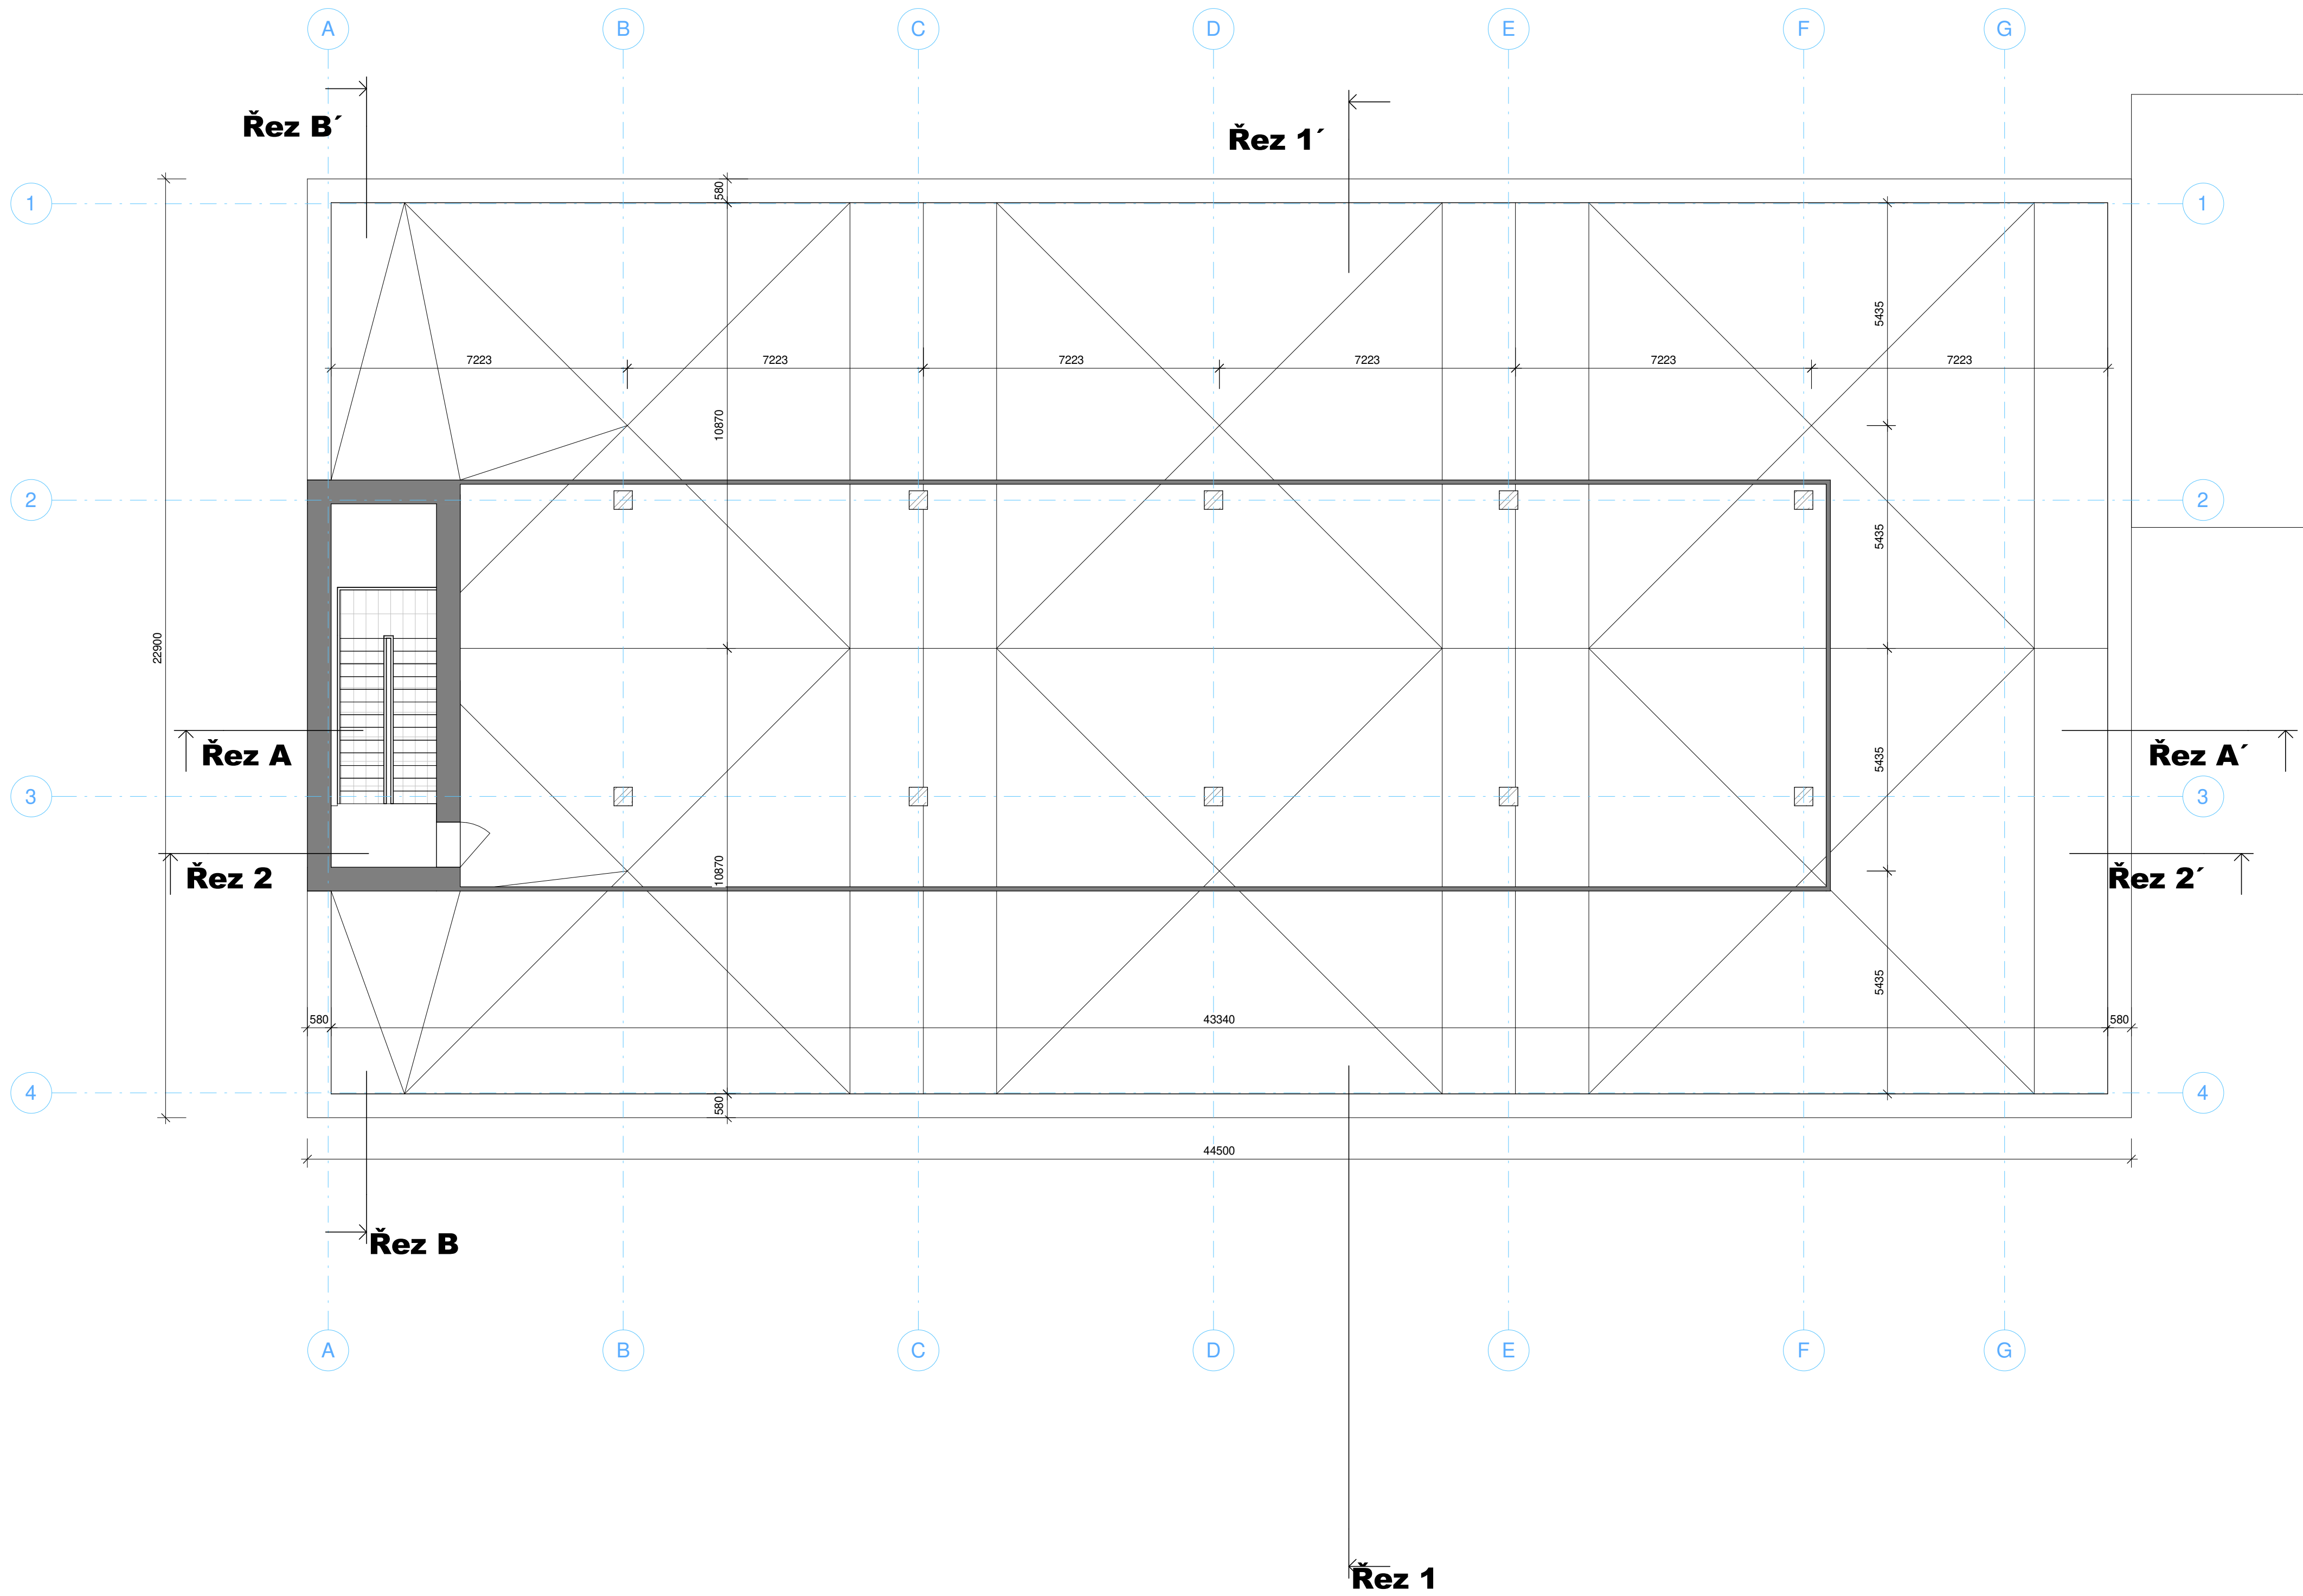 A B C D E F G
Řez B´
Řez 1´
580
1 1
5435
7223 7223 7223 7223 7223 7223
10870
2 2
5435
22900
Řez A Řez A´
5435
3 3
10870
Řez 2 Řez 2´
5435
580 43340 580
4 4
580
44500
Řez B
A B C D E F G
Řez 1